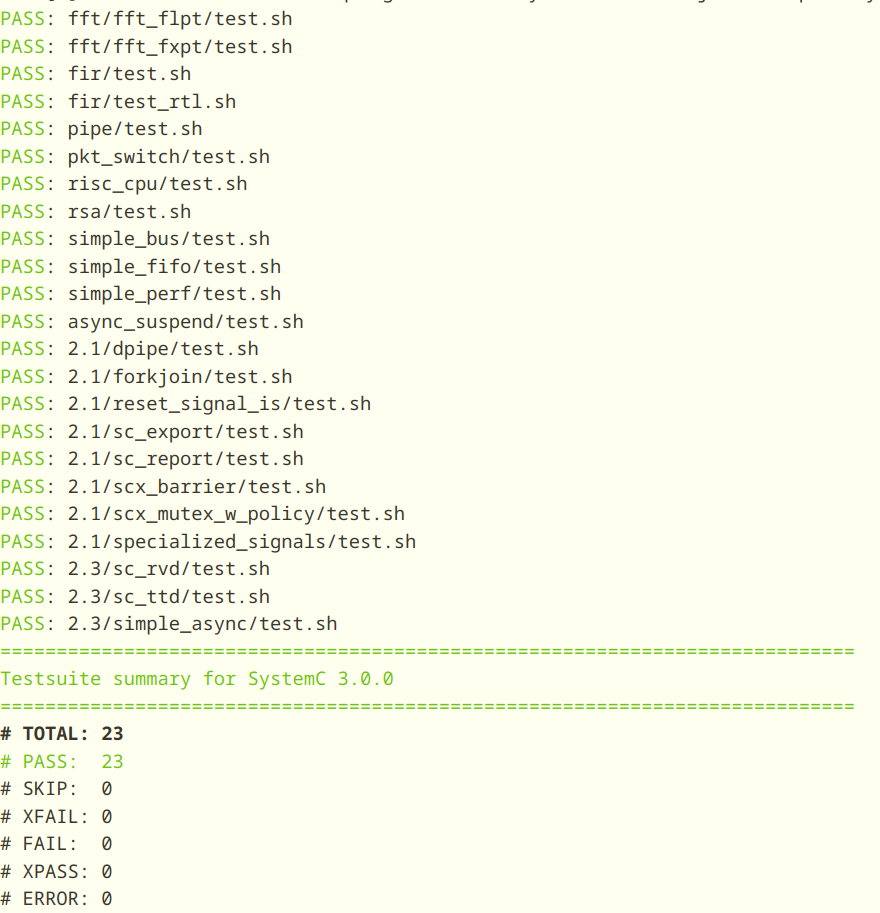 PASS: fft/fft_flpt/test.sh
PASS: fft/fft_fxpt/test.sh
PASS: fir/test.sh
PASS: fir/test_rtl.sh
PASS: pipe/test.sh
PASS: pkt_switch/test.sh
PASS: risc_cpu/test.sh
PASS: rsa/test.sh
PASS: simple_bus/test.sh
PASS: simple_fifo/test.sh
PASS: simple_perf/test.sh
PASS: async_suspend/test.sh
PASS: 2.1/dpipe/test.sh
PASS: 2.1/forkjoin/test.sh
PASS: 2.1/reset_signal_is/test.sh
PASS: 2.1/sc_export/test.sh
PASS: 2.1/sc_report/test.sh
PASS: 2.1/scx_barrier/test.sh
PASS: 2.1/scx_mutex_w_policy/test.sh
PASS: 2.1/specialized_signals/test.sh
PASS: 2.3/sc_rvd/test.sh
PASS: 2.3/sc_ttd/test.sh
PASS: 2.3/simple_async/test.sh
============================================================================
Testsuite summary for SystemC 3.0.0
============================================================================
# TOTAL: 23
# PASS:  23
# SKIP:  0
# XFAIL: 0
# FAIL:  0
# XPASS: 0
# ERROR: 0